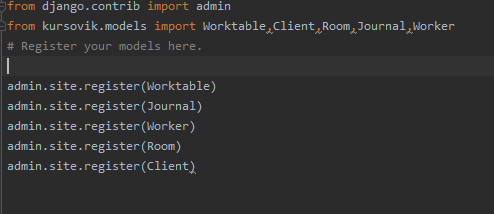 from django.contrib import admin
from kursovik.models import Worktable,Client,Room,Journal,Worker
# Register your models here.
admin.site.register(Worktable)
admin.site.register(Journal)
admin.site.register(Worker)
admin.site.register(Room)
admin.site.register(Client)